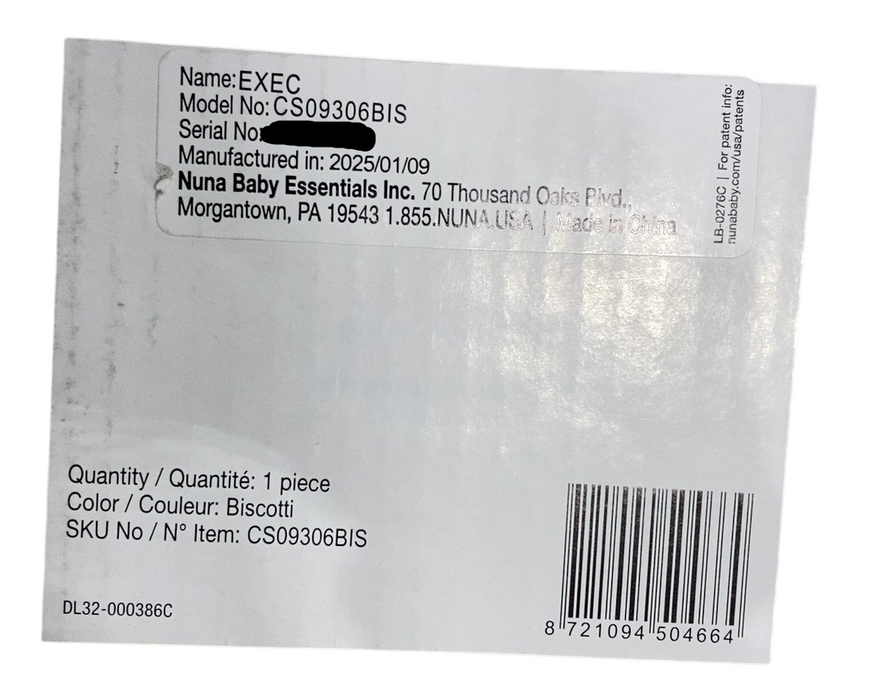 Name:EXEC
Model No: CS09306BIS
Serial No:
Manufactured in: 2025/01/09
Nuna Baby Essentials Inc. 70 Thousand Oaks Blvd.,
Morgantown, PA 19543 1.855.NUNA.USA | Made in China
LB-0276C | For patent info:
nunababy.com/usa/patents
Quantity / Quantité: 1 piece
Color / Couleur: Biscotti
SKU No / N° Item: CS09306BIS
DL32-000386C
8 721094 504664